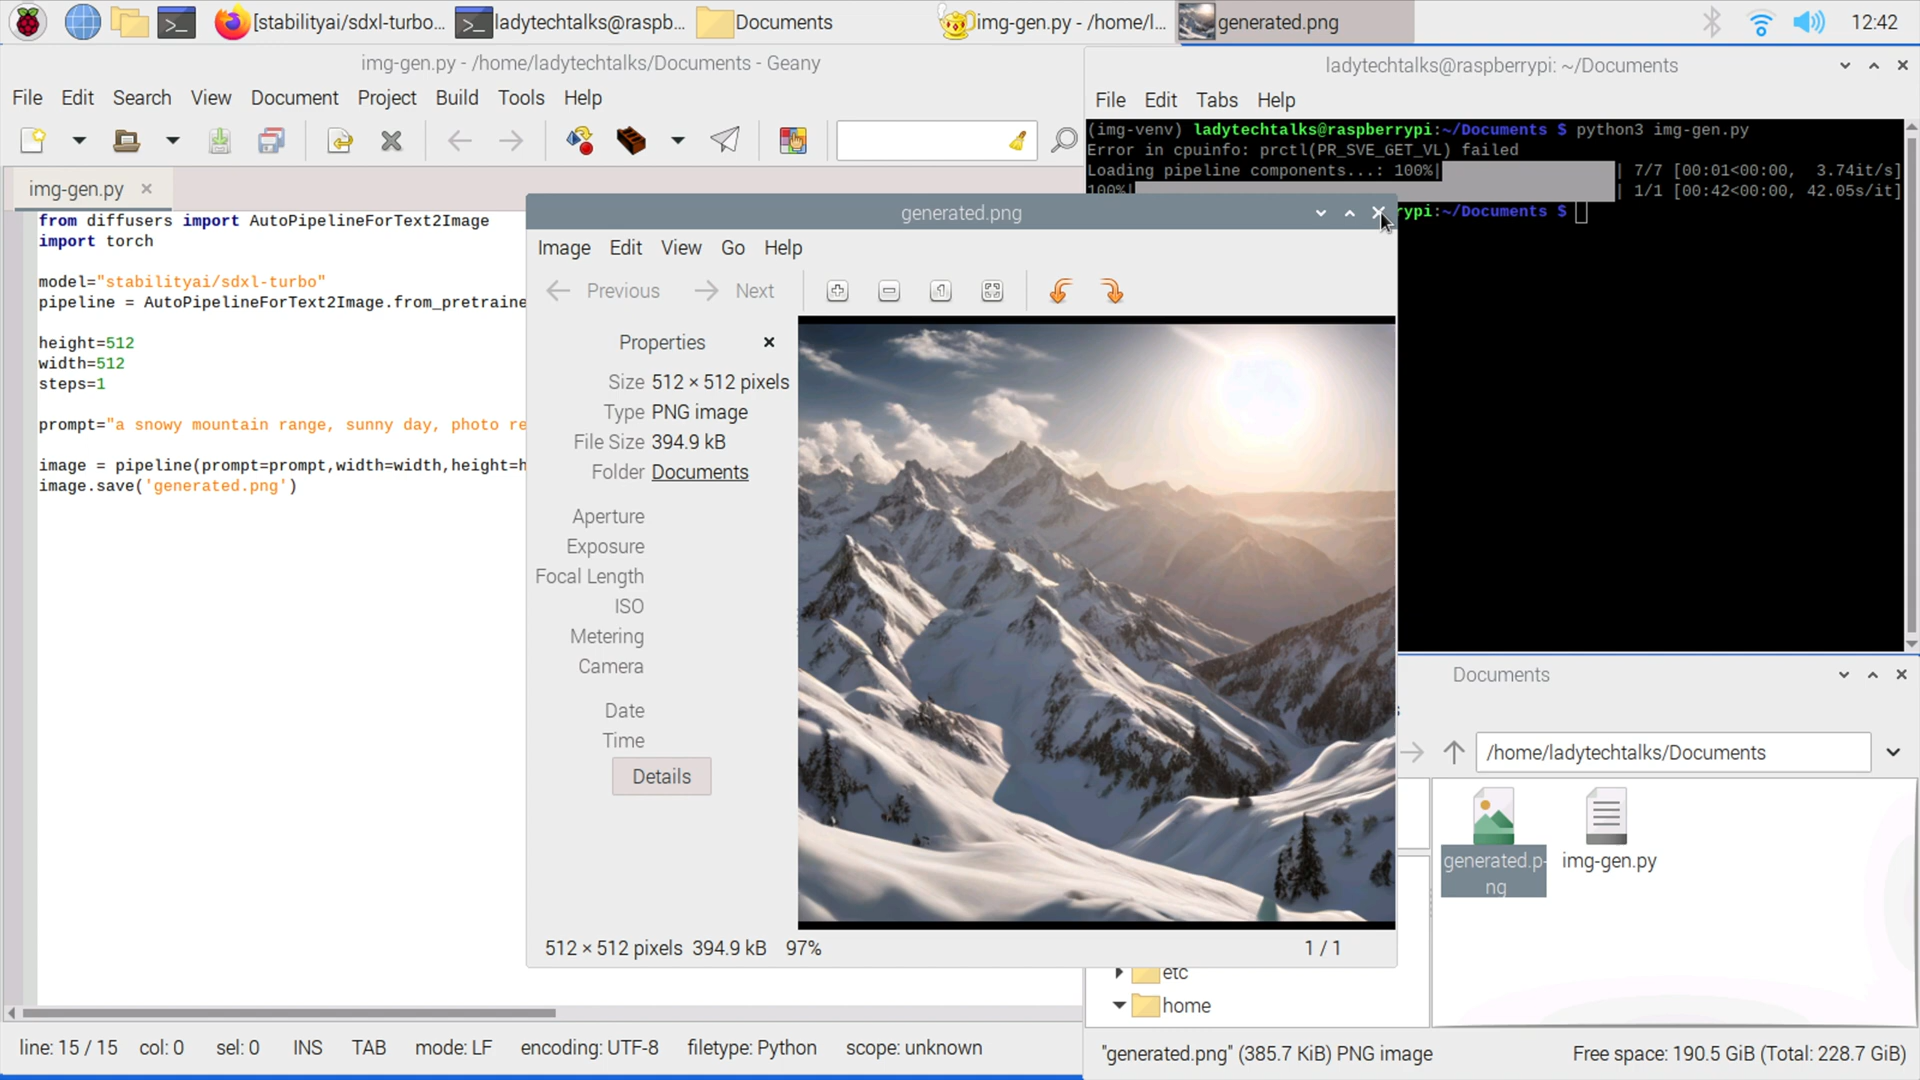 [stabilityai/sdxl-turbo...
ladytechtalks@raspb...
Documents
img-gen.py - /home/l...
generated.png
12:42
img-gen.py - /home/ladytechtalks/Documents - Geany
File Edit Search View Document Project Build Tools Help
img-gen.py
from diffusers import AutoPipelineForText2Image
import torch
model="stabilityai/sdxl-turbo"
pipeline = AutoPipelineForText2Image.from_pretraine
height=512
width=512
steps=1
prompt="a snowy mountain range, sunny day, photo re
image = pipeline(prompt=prompt,width=width,height=h
image.save('generated.png')
line: 15 / 15 col: 0 sel: 0 INS TAB mode: LF encoding: UTF-8 filetype: Python scope: unknown
generated.png
Image Edit View Go Help
Previous Next
Properties
Size 512 × 512 pixels
Type PNG image
File Size 394.9 kB
Folder Documents
Aperture
Exposure
Focal Length
ISO
Metering
Camera
Date
Time
Details
512 × 512 pixels 394.9 kB 97%
1 / 1
ladytechtalks@raspberrypi: ~/Documents
File Edit Tabs Help
(img-venv) ladytechtalks@raspberrypi:~/Documents $ python3 img-gen.py
Error in cpuinfo: prctl(PR_SVE_GET_VL) failed
Loading pipeline components...: 100%| | 7/7 [00:01<00:00, 3.74it/s]
100%| | 1/1 [00:42<00:00, 42.05s/it]
rypi:~/Documents $
Documents
/home/ladytechtalks/Documents
generated.p-
ng
img-gen.py
etc
home
"generated.png" (385.7 KiB) PNG image
Free space: 190.5 GiB (Total: 228.7 GiB)